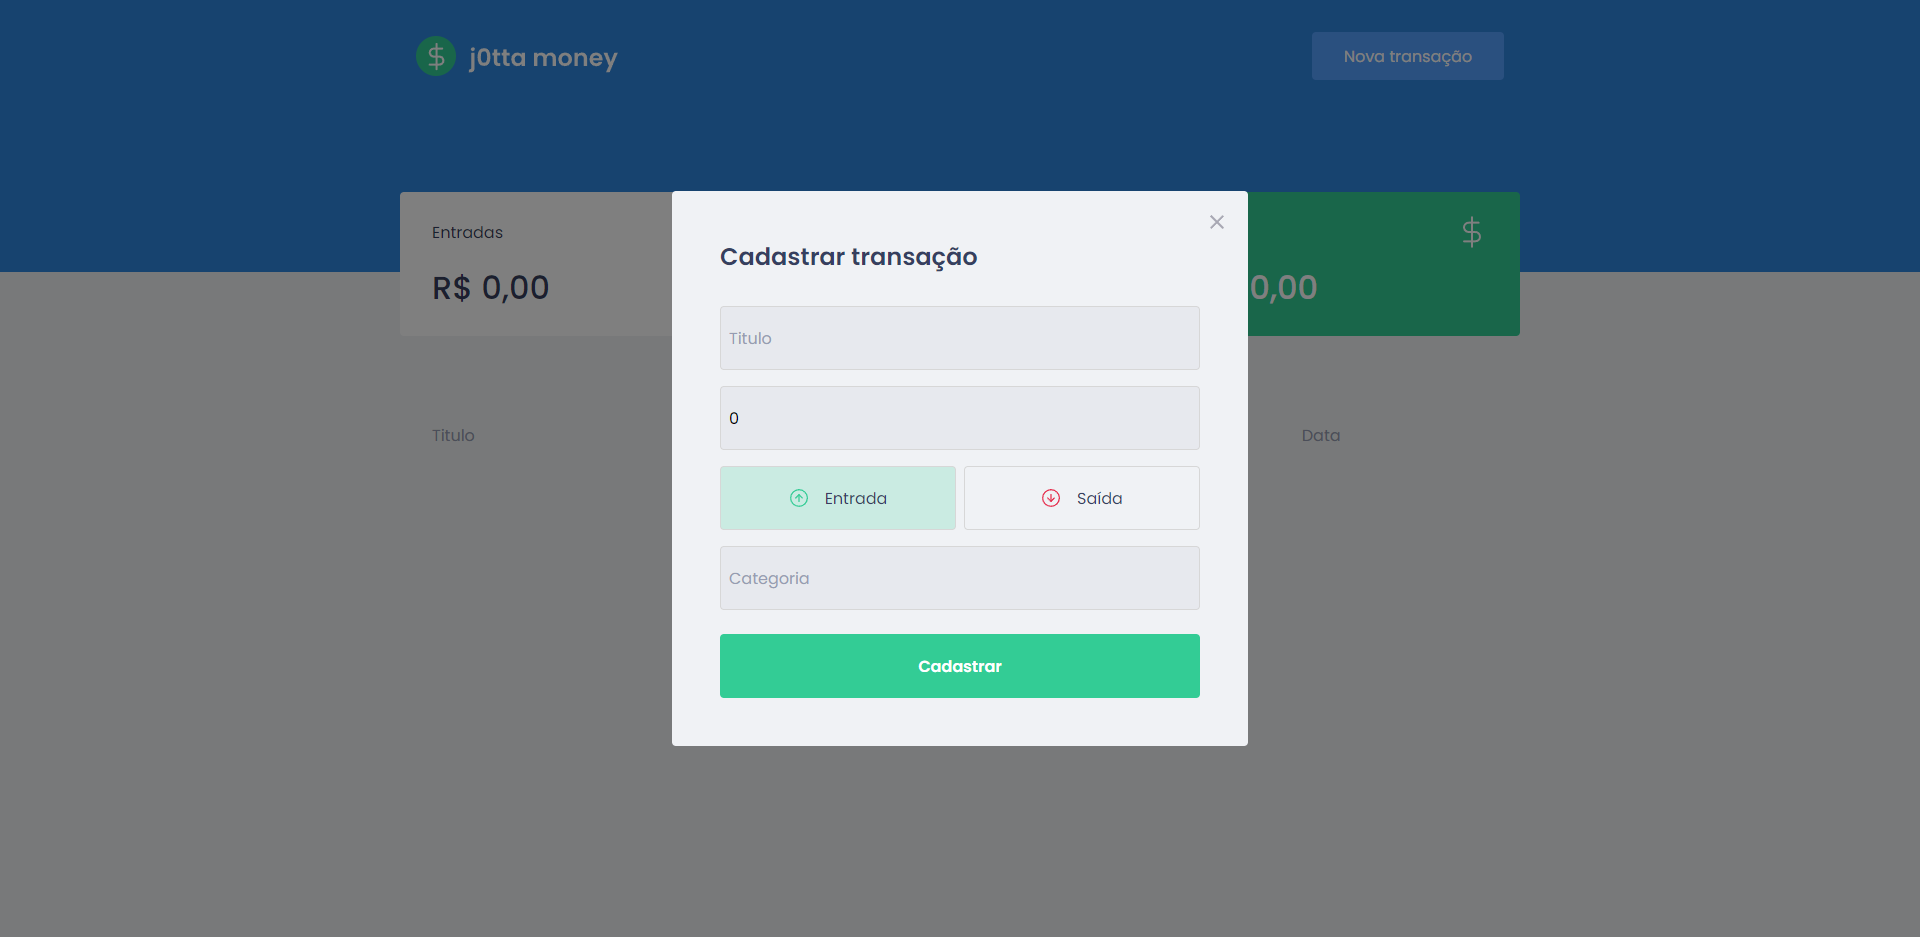 j0tta money
Nova transação
Entradas
R$ 0,00
0,00
Cadastrar transação
Titulo
0
Entrada
Saída
Categoria
Cadastrar
Titulo
Data